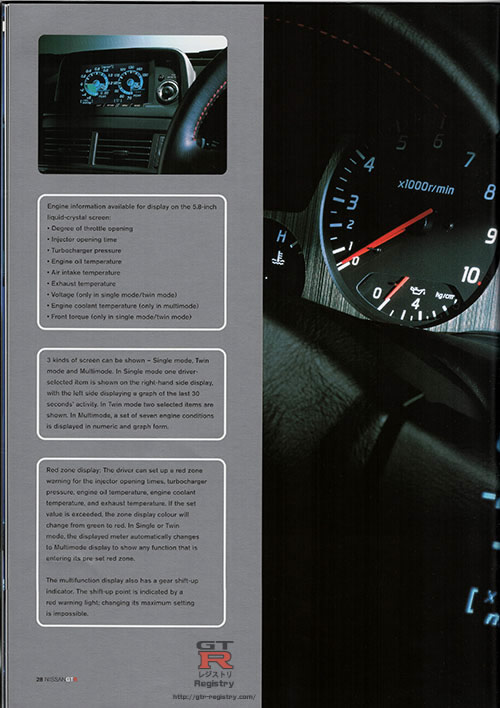 Engine information available for display on the 5.8-inch
liquid-crystal screen:
• Degree of throttle opening
• Injector opening time
• Turbocharger pressure
• Engine oil temperature
• Air intake temperature
• Exhaust temperature
• Voltage (only in single mode/twin mode)
• Engine coolant temperature (only in multimode)
• Front torque (only in single mode/twin mode)
3 kinds of screen can be shown – Single mode, Twin
mode and Multimode. In Single mode one driver-
selected item is shown on the right-hand side display,
with the left side displaying a graph of the last 30
seconds' activity. In Twin mode two selected items are
shown. In Multimode, a set of seven engine conditions
is displayed in numeric and graph form.
Red zone display. The driver can set up a red zone
warning for the injector opening times, turbocharger
pressure, engine oil temperature, engine coolant
temperature, and exhaust temperature. If the set
value is exceeded, the zone display colour will
change from green to red. In Single or Twin
mode, the displayed meter automatically changes
to Multimode display to show any function that is
entering its pre set red zone.
The multifunction display also has a gear shift-up
indicator. The shift-up point is indicated by a
red warning light; changing its maximum setting
is impossible.
28 NISSANGTR
GTR
レジストリ
Registry
http://gtr-registry.com/
4 5 6 7
x1000r/min
3 8
2
1 9
0
H
10
0 4 kg/cm²